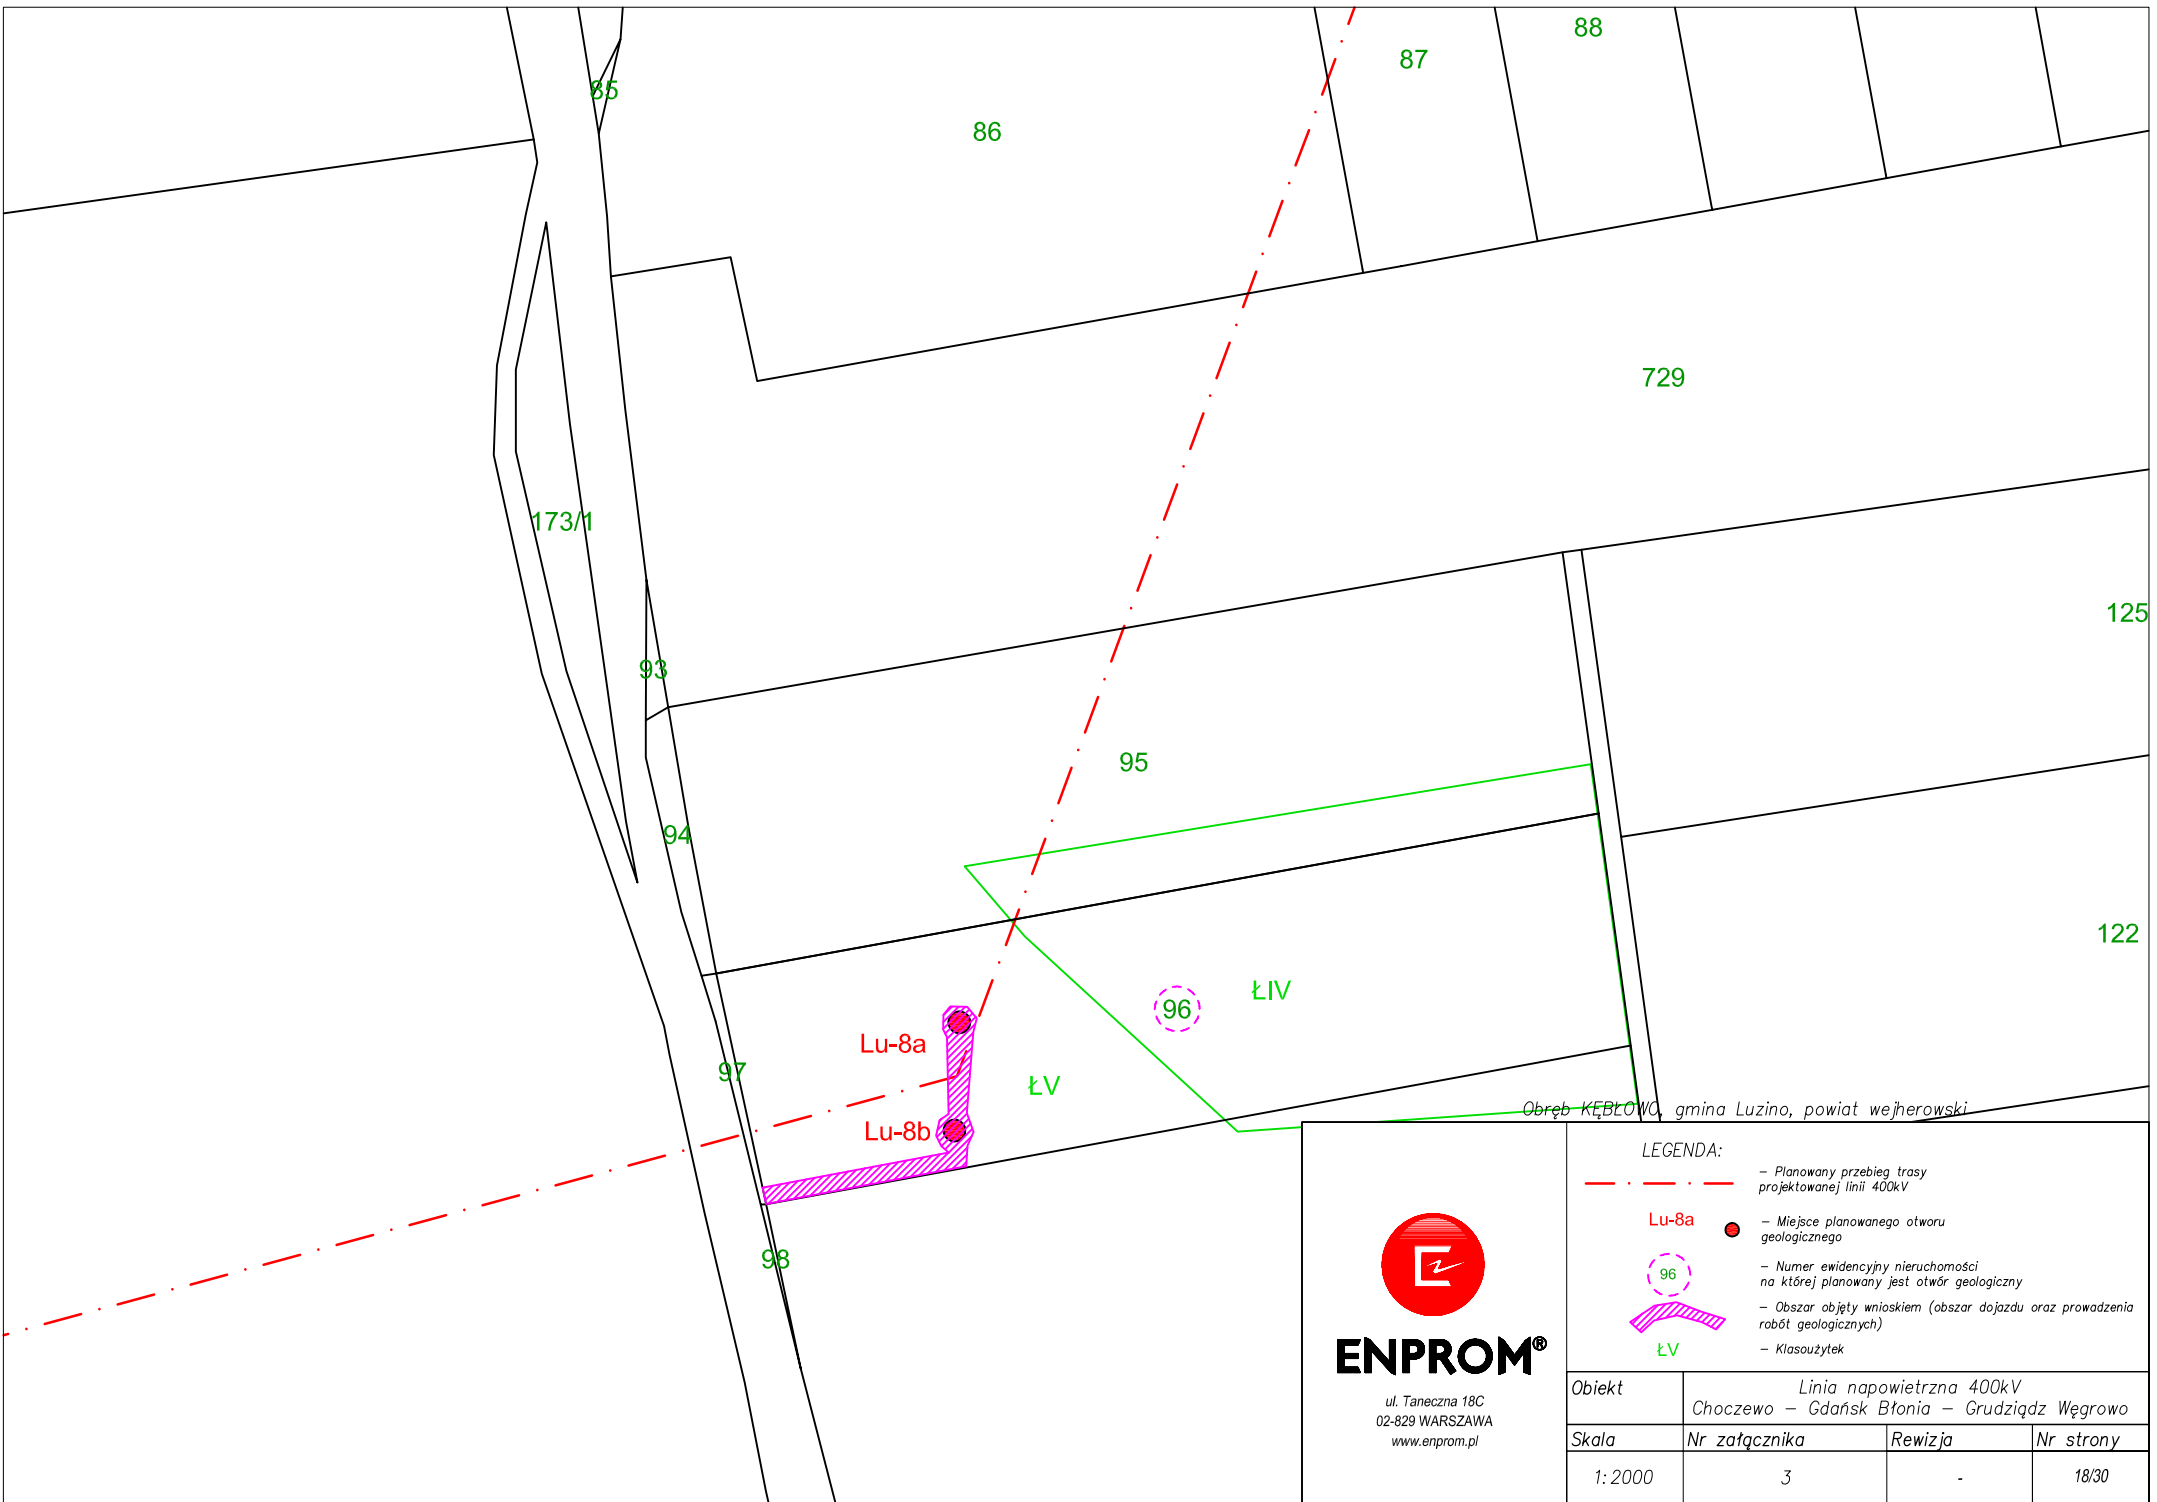 88
87
85
86
729
173/1
125
93
95
94
122
ŁIV
96
Lu-8a
97
ŁV
Obręb KĘBŁOWO, gmina Luzino, powiat wejherowski
Lu-8b
98
LEGENDA:
– Planowany przebieg trasy
projektowanej linii 400kV
Lu-8a
– Miejsce planowanego otworu
geologicznego
96
– Numer ewidencyjny nieruchomości
na której planowany jest otwór geologiczny
– Obszar objęty wnioskiem (obszar dojazdu oraz prowadzenia
robót geologicznych)
ŁV
– Klasoużytek
ENPROM®
ul. Taneczna 18C
02-829 WARSZAWA
www.enprom.pl
Obiekt
Linia napowietrzna 400kV
Choczewo – Gdańsk Błonia – Grudziądz Węgrowo
Skala Nr załącznika Rewizja Nr strony
1:2000 3 - 18/30